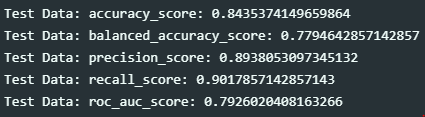 Test Data: accuracy_score: 0.8435374149659864
Test Data: balanced_accuracy_score: 0.7794642857142857
Test Data: precision_score: 0.8938053097345132
Test Data: recall_score: 0.9017857142857143
Test Data: roc_auc_score: 0.7926020408163266